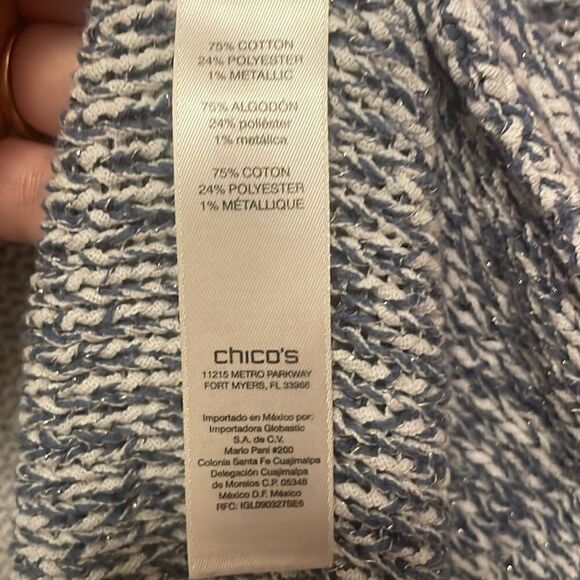 75% COTTON
24% POLYESTER
1% METALLIC
75% ALGODÓN
24% poliéster
1% metálica
75% COTON
24% POLYESTER
1% MÉTALLIQUE
chico's
11215 METRO PARKWAY
FORT MYERS, FL 33966
Importado en México por:
Importadora Globastic
S.A. de C.V.
Mario Pani #200
Colonia Santa Fe Cuajimalpa
Delegación Cuajimalpa
de Morelos C.P. 05348
México D.F. México
RFC: IGL090327SE5